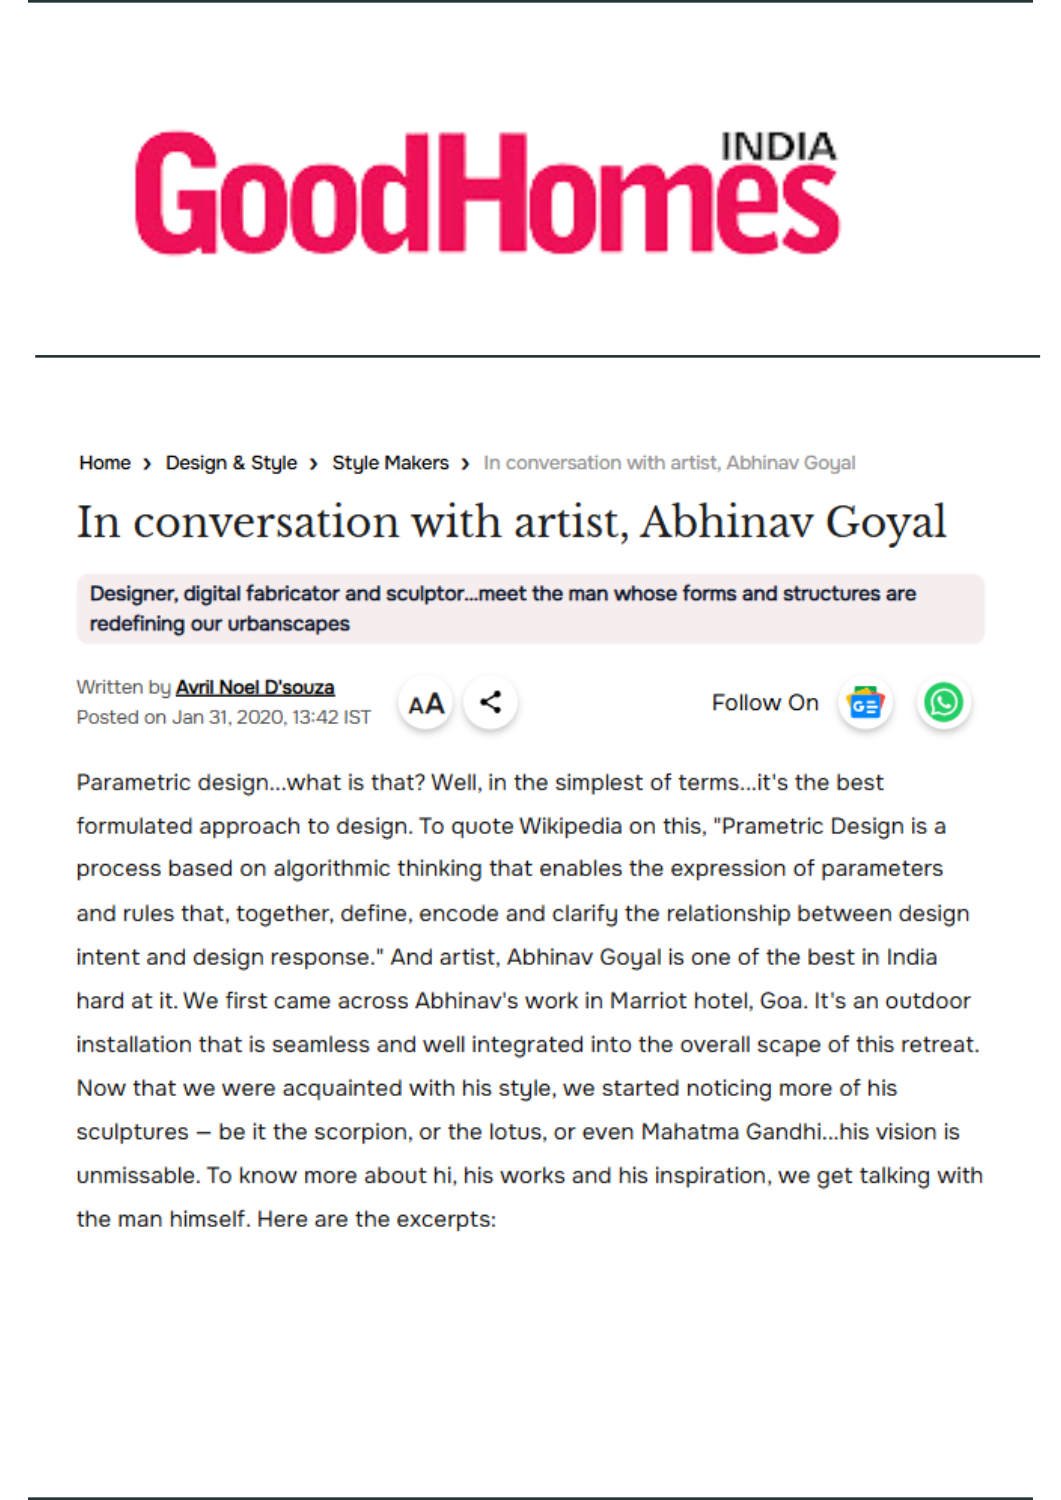 GoodHomes INDIA
Home › Design & Style › Style Makers › In conversation with artist, Abhinav Goyal
In conversation with artist, Abhinav Goyal
Designer, digital fabricator and sculptor...meet the man whose forms and structures are
redefining our urbanscapes
Written by Avril Noel D'souza
Posted on Jan 31, 2020, 13:42 IST
AA
Follow On
GE
Parametric design...what is that? Well, in the simplest of terms...it's the best
formulated approach to design. To quote Wikipedia on this, "Prametric Design is a
process based on algorithmic thinking that enables the expression of parameters
and rules that, together, define, encode and clarify the relationship between design
intent and design response." And artist, Abhinav Goyal is one of the best in India
hard at it. We first came across Abhinav's work in Marriot hotel, Goa. It's an outdoor
installation that is seamless and well integrated into the overall scape of this retreat.
Now that we were acquainted with his style, we started noticing more of his
sculptures – be it the scorpion, or the lotus, or even Mahatma Gandhi...his vision is
unmissable. To know more about hi, his works and his inspiration, we get talking with
the man himself. Here are the excerpts: